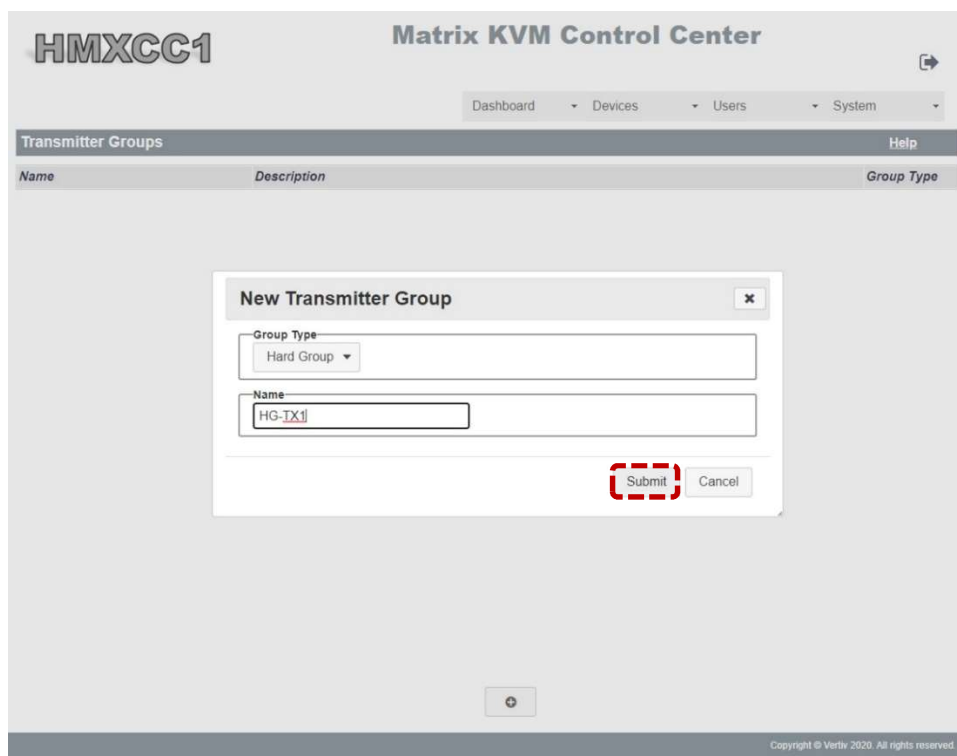 HMXCC1
Matrix KVM Control Center
Dashboard Devices Users System
Transmitter Groups Help
Name Description Group Type
New Transmitter Group
Group Type
Hard Group
Name
HG-TX1
Submit Cancel
Copyright © Vertiv 2020. All rights reserved.